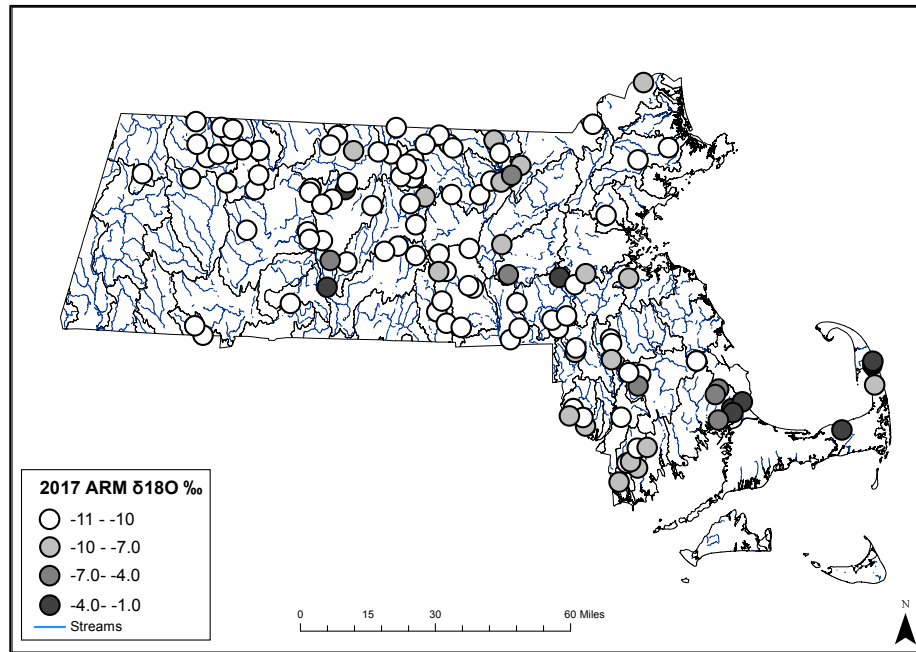 2017 ARM δ18O ‰
-11 - -10
-10 - -7.0
-7.0- -4.0
-4.0- -1.0
Streams
0 15 30 60 Miles
N